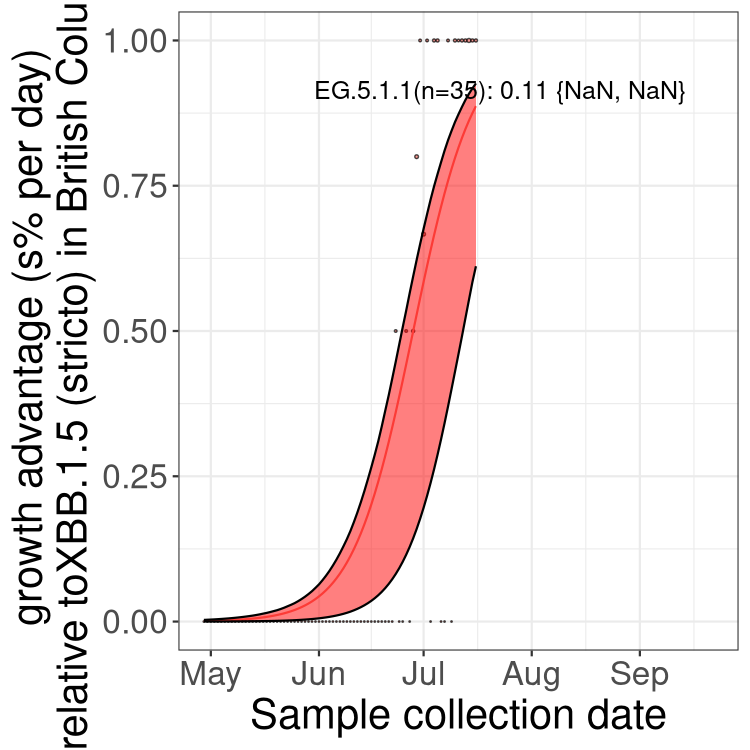 growth advantage (s% per day)
relative toXBB.1.5 (stricto) in British Colu
1.00
0.75
0.50
0.25
0.00
EG.5.1.1(n=35): 0.11 {NaN, NaN}
May Jun Jul Aug Sep
Sample collection date